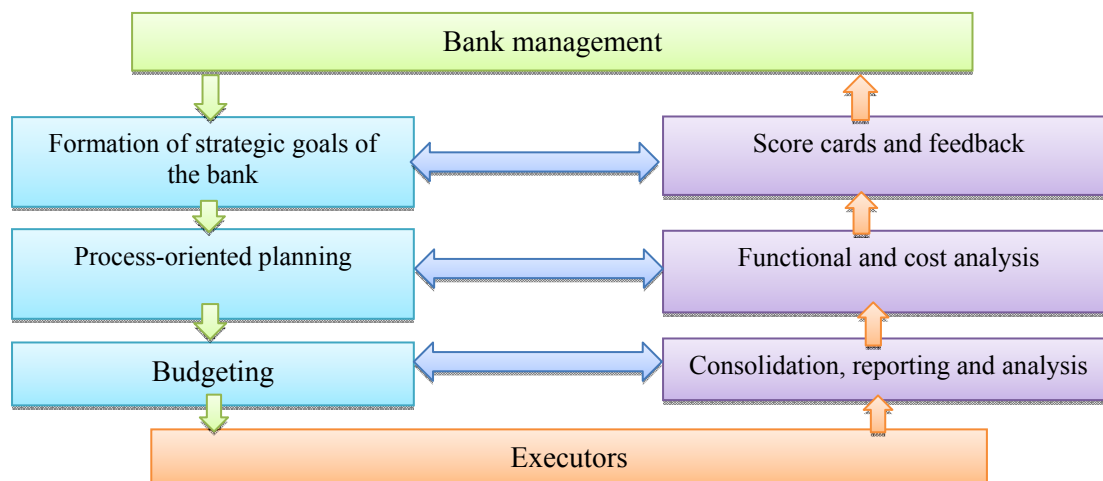 Bank management
Formation of strategic goals of
the bank
Score cards and feedback
Process-oriented planning
Functional and cost analysis
Budgeting
Consolidation, reporting and analysis
Executors